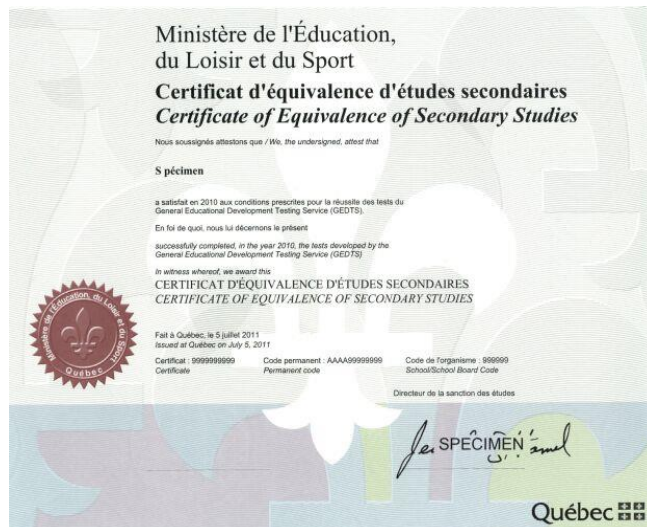 Ministère de l'Éducation,
du Loisir et du Sport
Certificat d'équivalence d'études secondaires
Certificate of Equivalence of Secondary Studies
Nous soussignés attestons que / We, the undersigned, attest that
S pécimen
a satisfait en 2010 aux conditions prescrites pour la réussite des tests du
General Educational Development Testing Service (GEDTS).
En foi de quoi, nous lui décernons le présent
successfully completed, in the year 2010, the tests developed by the
General Educational Development Testing Service (GEDTS)
In witness whereof, we award this
CERTIFICAT D'ÉQUIVALENCE D'ÉTUDES SECONDAIRES
CERTIFICATE OF EQUIVALENCE OF SECONDARY STUDIES
Ministère de l'Éducation, du Loisir et du Sport
Québec
Fait à Québec, le 5 juillet 2011
Issued at Québec on July 5, 2011
Certificat : 9999999999 Code permanent : AAAA99999999 Code de l'organisme : 999999
Certificate Permanent code School/School Board Code
Directeur de la sanction des études
SPÉCIMEN
Québec